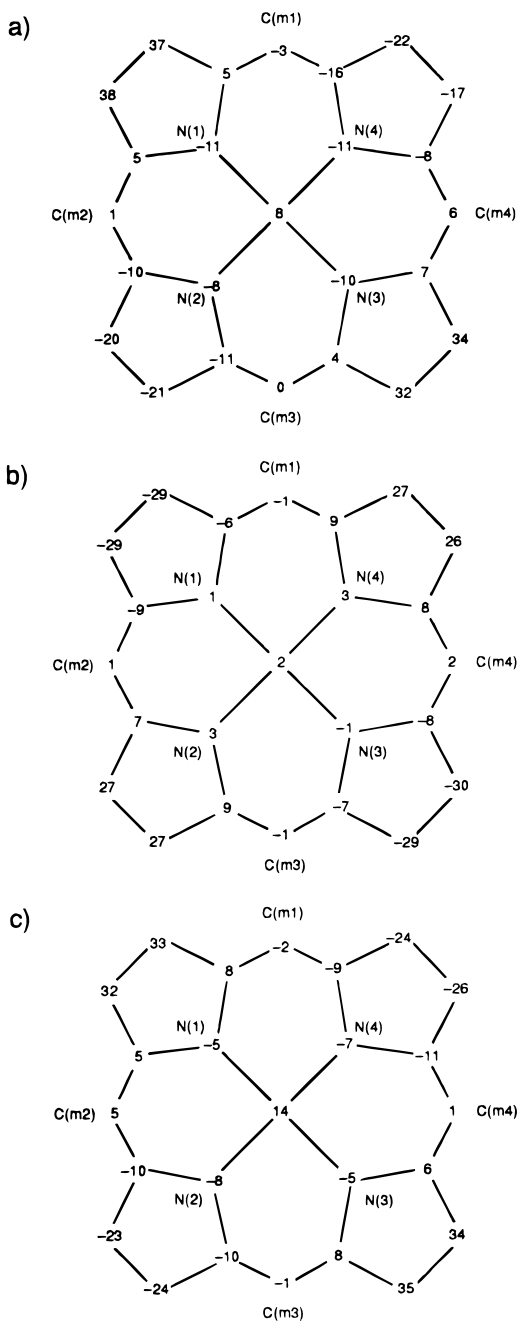 a)
C(m1)
37 5 -3 -16 -22
38 -17
N(1) N(4)
5 -11 -11 -8
C(m2) 1 8 6 C(m4)
-10 -8 -10 7
N(2) N(3)
-20 34
-11 4
-21 0 32
C(m3)
b)
C(m1)
-29 -6 -1 9 27
-29 26
N(1) N(4)
-9 1 3 8
C(m2) 1 2 2 C(m4)
7 3 -1 -8
N(2) N(3)
27 -30
9 -7
27 -1 -29
C(m3)
c)
C(m1)
33 8 -2 -9 -24
32 -26
N(1) N(4)
5 -5 -7 -11
C(m2) 5 14 1 C(m4)
-10 -8 -5 6
N(2) N(3)
-23 34
-10 8
-24 -1 35
C(m3)